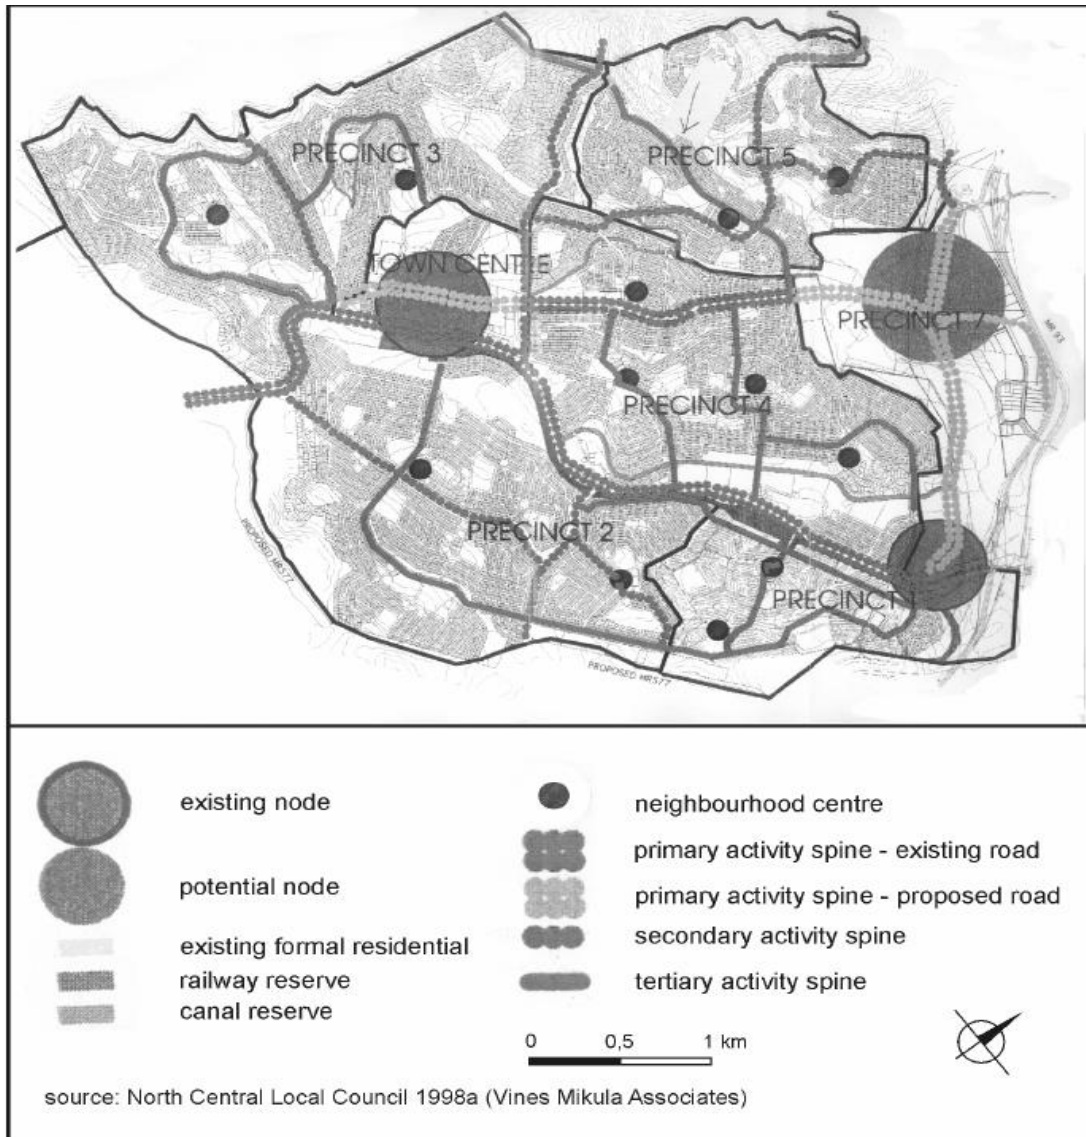 PRECINCT 3
PRECINCT 5
TOWN CENTRE
PRECINCT 7
MR 93
PRECINCT 4
PRECINCT 2
PROPOSED MR577
PRECINCT 1
PROPOSED MR577
existing node
potential node
existing formal residential
railway reserve
canal reserve
neighbourhood centre
primary activity spine - existing road
primary activity spine - proposed road
secondary activity spine
tertiary activity spine
0 0,5 1 km
source: North Central Local Council 1998a (Vines Mikula Associates)